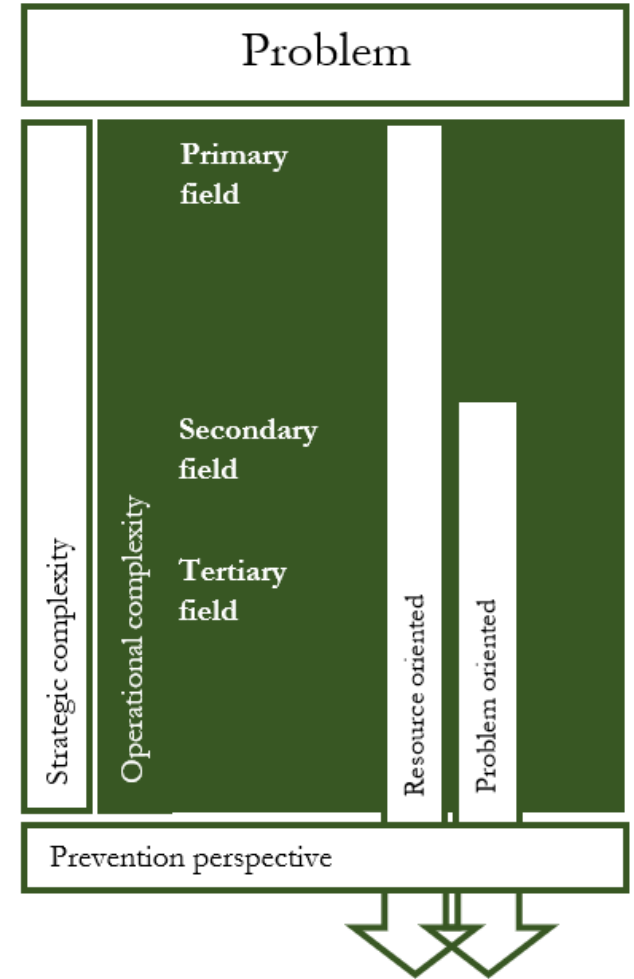 Problem
Primary
field
Secondary
field
Tertiary
field
Strategic complexity
Operational complexity
Resource oriented
Problem oriented
Prevention perspective